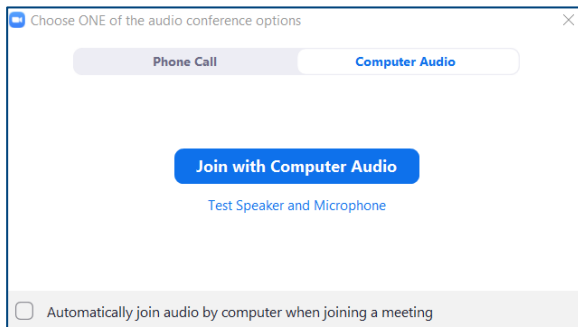 Choose ONE of the audio conference options
Phone Call
Computer Audio
Join with Computer Audio
Test Speaker and Microphone
Automatically join audio by computer when joining a meeting